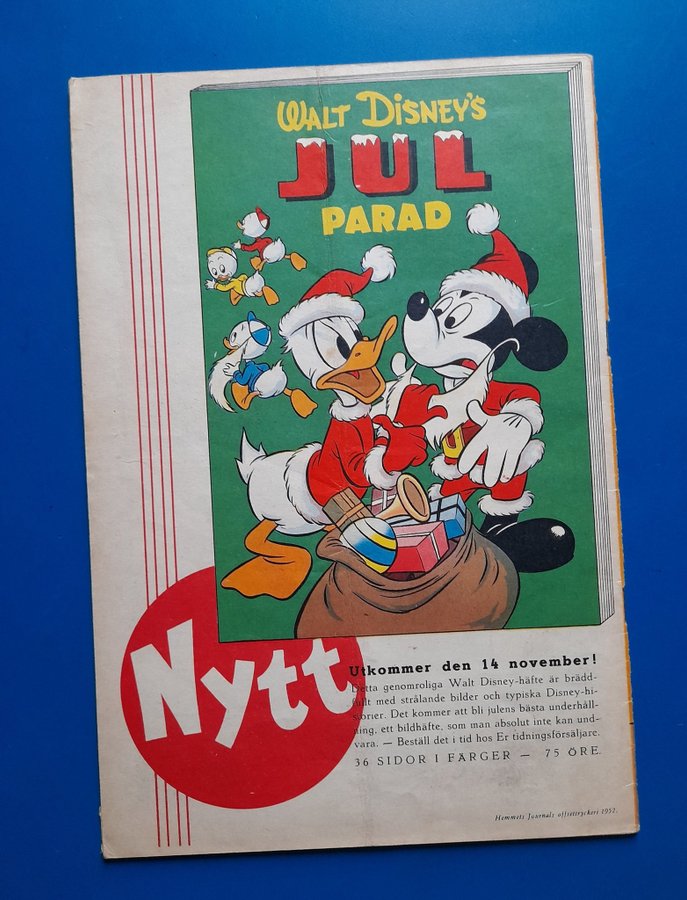 WALT DISNEY'S
JUL
PARAD
Nytt
Utkommer den 14 november!
Detta genomroliga Walt Disney-häfte är brädd-
fullt med strålande bilder och typiska Disney-hi-
storier. Det kommer att bli julens bästa underhåll-
ning, ett bildhäfte, som man absolut inte kan und-
vara. — Beställ det i tid hos Er tidningsförsäljare.
36 SIDOR I FÄRGER — 75 ÖRE.
Hemmets Journals offsettryckeri 1952.